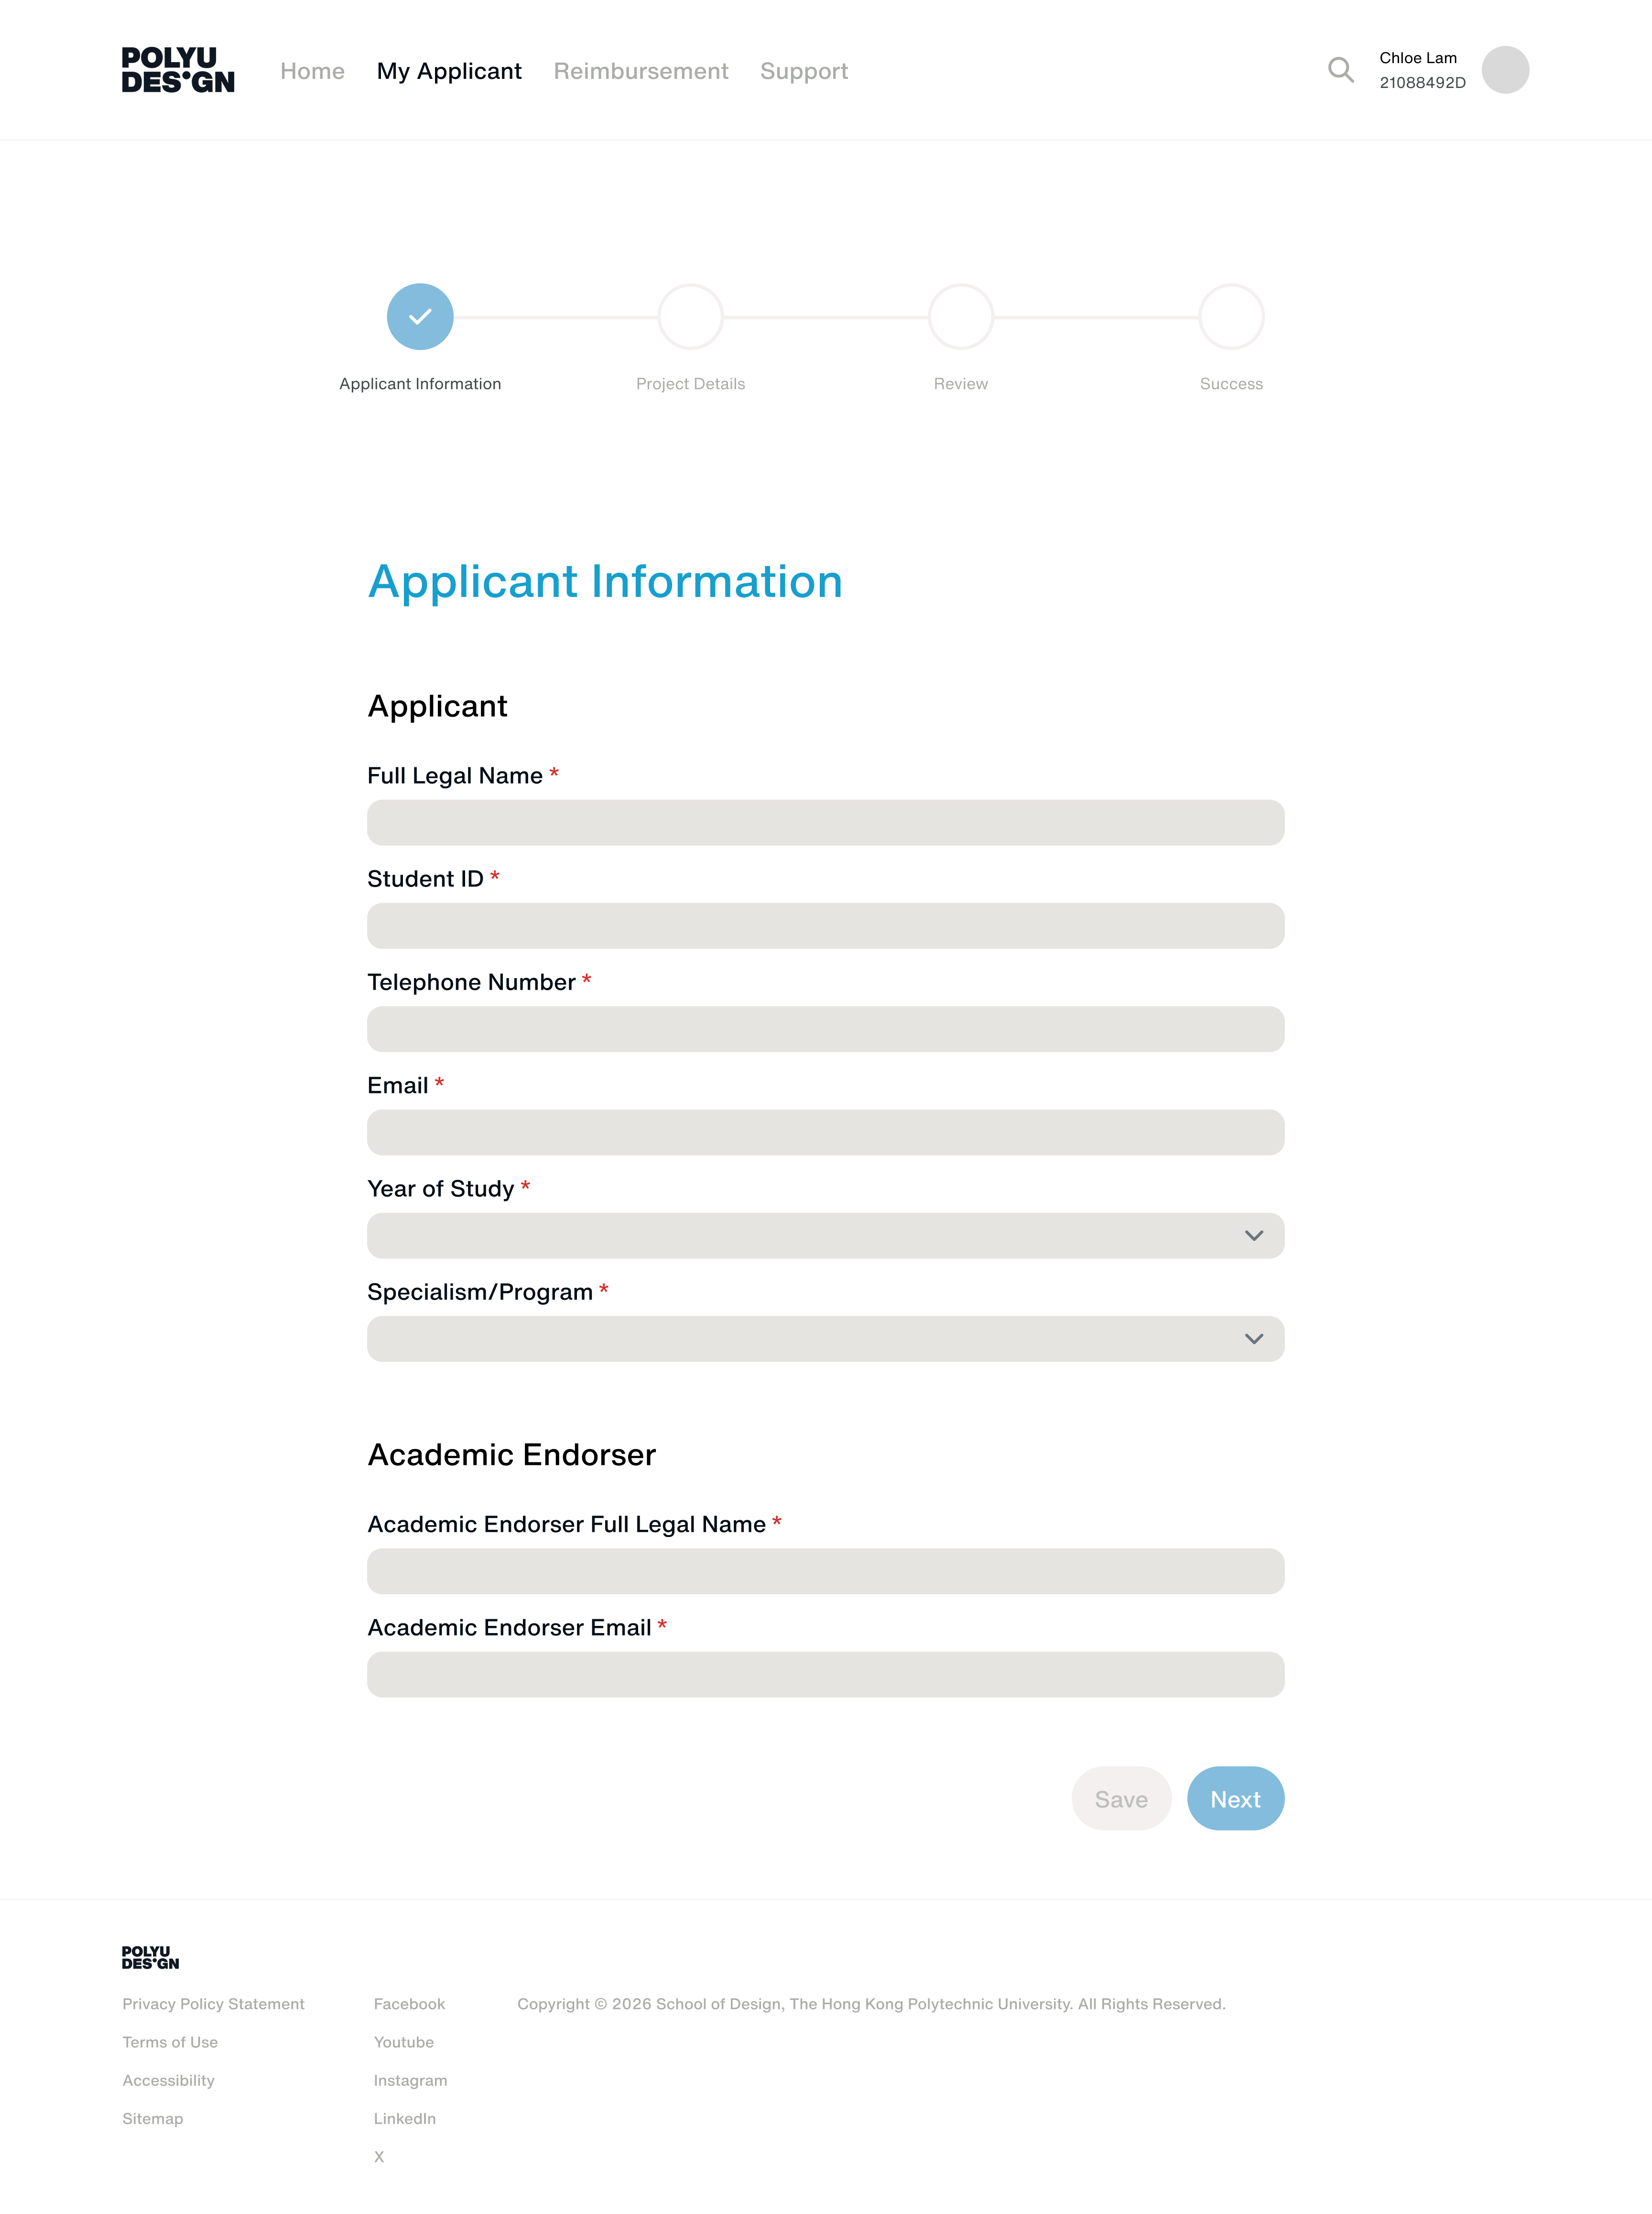 POLYU
DES•GN
Home
My Applicant
Reimbursement
Support
Chloe Lam
21088492D
Applicant Information
Project Details
Review
Success
Applicant Information
Applicant
Full Legal Name *
Student ID *
Telephone Number *
Email *
Year of Study *
Specialism/Program *
Academic Endorser
Academic Endorser Full Legal Name *
Academic Endorser Email *
Save
Next
POLYU
DES•GN
Privacy Policy Statement
Terms of Use
Accessibility
Sitemap
Facebook
Youtube
Instagram
LinkedIn
X
Copyright © 2026 School of Design, The Hong Kong Polytechnic University. All Rights Reserved.